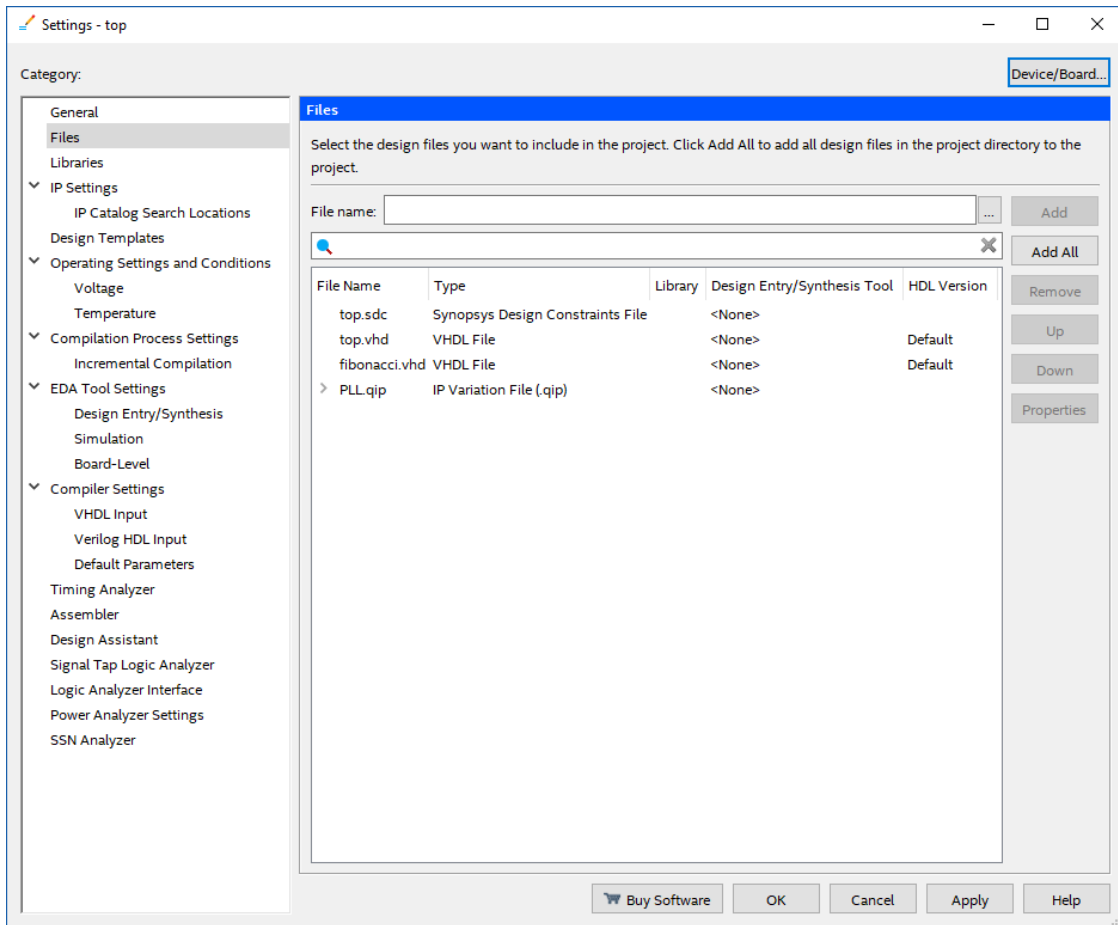 Settings - top
Category:
Device/Board...
General
Files
Libraries
IP Settings
IP Catalog Search Locations
Design Templates
Operating Settings and Conditions
Voltage
Temperature
Compilation Process Settings
Incremental Compilation
EDA Tool Settings
Design Entry/Synthesis
Simulation
Board-Level
Compiler Settings
VHDL Input
Verilog HDL Input
Default Parameters
Timing Analyzer
Assembler
Design Assistant
Signal Tap Logic Analyzer
Logic Analyzer Interface
Power Analyzer Settings
SSN Analyzer
Files
Select the design files you want to include in the project. Click Add All to add all design files in the project directory to the
project.
File name:
...
Add
Add All
Remove
Up
Down
Properties
File Name Type Library Design Entry/Synthesis Tool HDL Version
top.sdc Synopsys Design Constraints File <None>
top.vhd VHDL File <None> Default
fibonacci.vhd VHDL File <None> Default
PLL.qip IP Variation File (.qip) <None>
Buy Software
OK
Cancel
Apply
Help